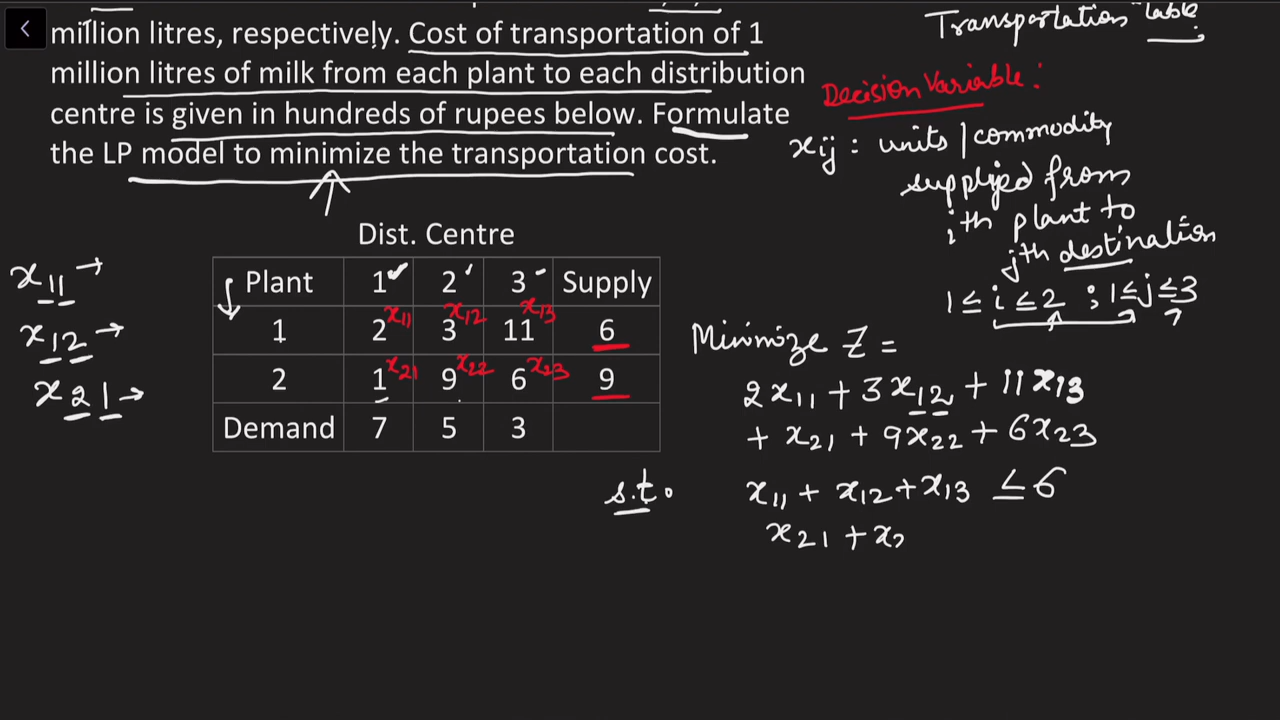 million litres, respectively. Cost of transportation of 1
million litres of milk from each plant to each distribution
centre is given in hundreds of rupees below. Formulate
the LP model to minimize the transportation cost.
Transportation Table
Decision Variable:
xij : units / commodity
supplied from
ith plant to
jth destination
1 ≤ i ≤ 2 ; 1 ≤ j ≤ 3
Dist. Centre
Plant 1 2 3 Supply
1 2 x11 3 x12 11 x13 6
2 1 x21 9 x22 6 x23 9
Demand 7 5 3
x11 →
x12 →
x21 →
Minimize Z =
2x11 + 3x12 + 11x13
+ x21 + 9x22 + 6x23
s.t. x11 + x12 + x13 ≤ 6
x21 + x2